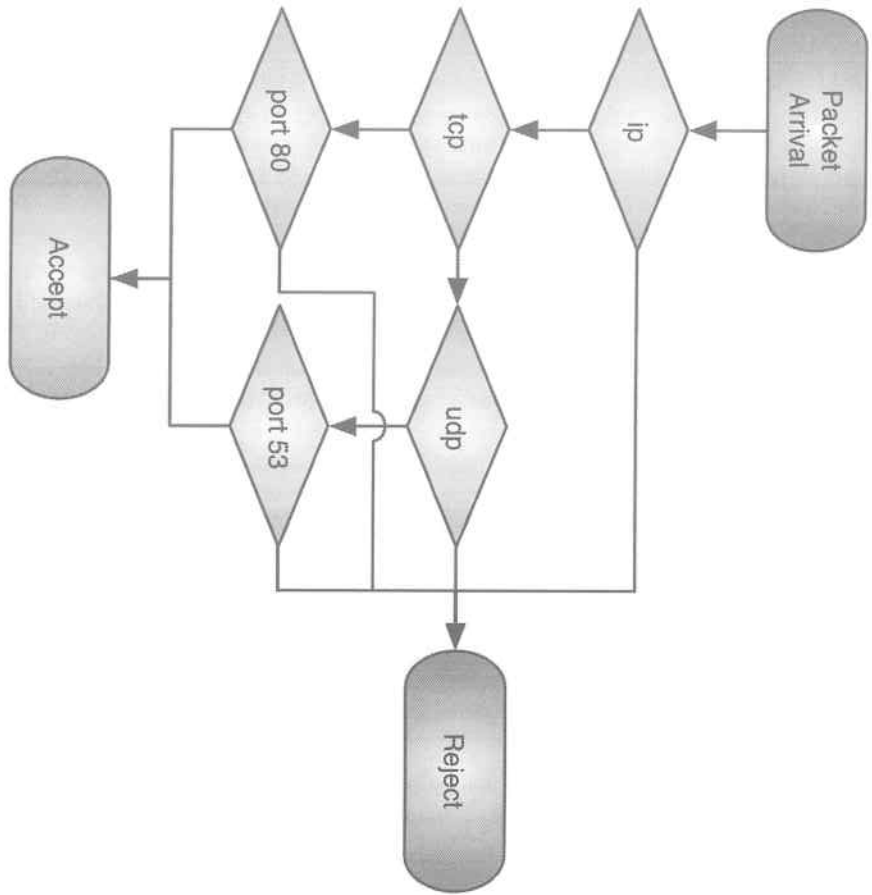 Packet
Arrival
ip
tcp
udp
port 80
port 53
Accept
Reject